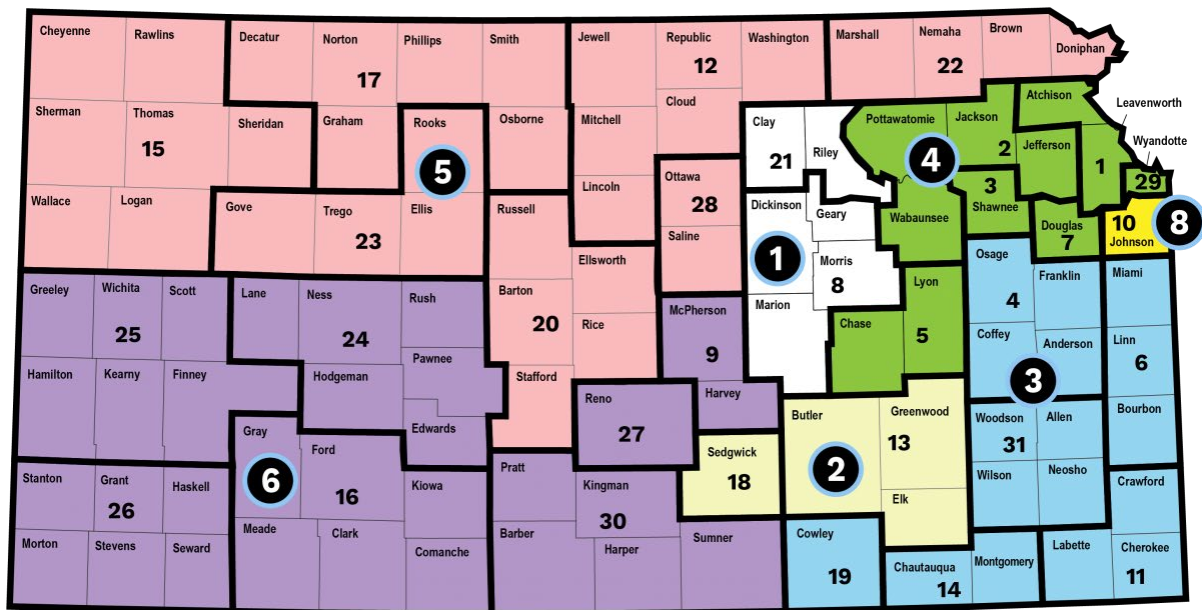 Cheyenne
Rawlins
Decatur
Norton
Phillips
Smith
Jewell
Republic
Washington
Marshall
Nemaha
Brown
Doniphan
17
12
22
Sherman
Thomas
Sheridan
Graham
Rooks
Osborne
Mitchell
Cloud
Clay
Riley
Pottawatomie
Jackson
Atchison
Leavenworth
Wyandotte
Jefferson
15
5
21
4
2
1
29
Wallace
Logan
Gove
Trego
Ellis
Russell
Lincoln
Ottawa
28
Saline
Dickinson
Geary
Wabaunsee
3
Shawnee
Douglas
7
10
Johnson
8
23
Ellsworth
1
Morris
8
Marion
Osage
Franklin
Miami
Greeley
Wichita
Scott
Lane
Ness
Rush
Barton
20
Rice
McPherson
9
Lyon
5
Chase
4
Coffey
Anderson
Linn
6
25
24
Pawnee
Hamilton
Kearny
Finney
Hodgeman
Edwards
Stafford
Reno
27
Harvey
3
Bourbon
Butler
Greenwood
13
Woodson
31
Allen
Gray
Ford
6
16
Kiowa
Sedgwick
18
2
Elk
Wilson
Neosho
Crawford
Stanton
Grant
26
Haskell
Pratt
Kingman
30
Morton
Stevens
Seward
Meade
Clark
Comanche
Barber
Harper
Sumner
Cowley
19
Chautauqua
14
Montgomery
Labette
Cherokee
11